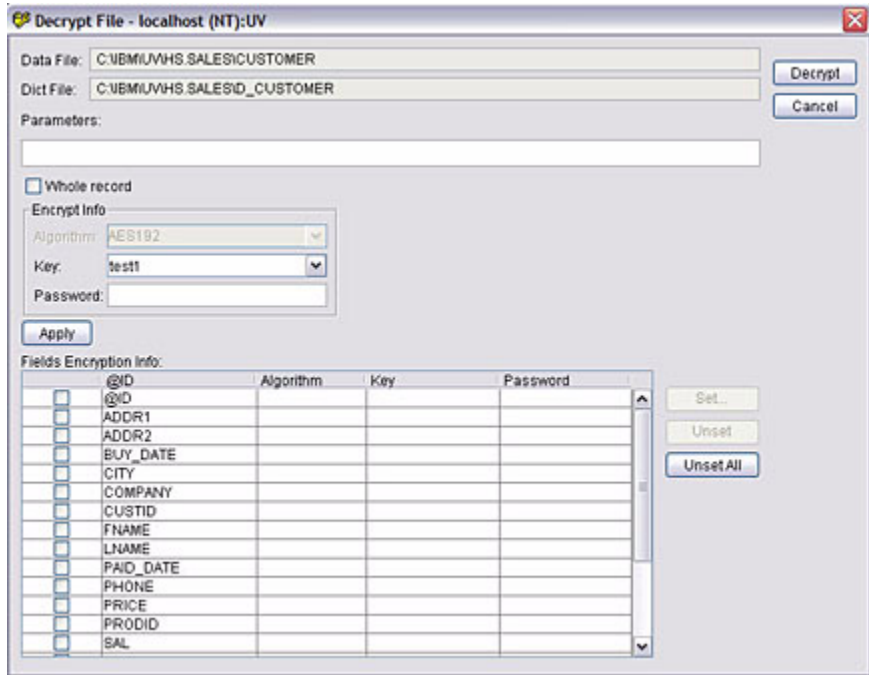 Decrypt File - localhost (NT):UV
Data File: C:\IBM\UV\HS.SALES\CUSTOMER
Decrypt
Dict File: C:\IBM\UV\HS.SALES\D_CUSTOMER
Cancel
Parameters:
Whole record
Encrypt Info
Algorithm: AES192
Key: test1
Password:
Apply
Fields Encryption Info:
@ID Algorithm Key Password
@ID
Set...
ADDR1
ADDR2
Unset
BUY_DATE
CITY
Unset All
COMPANY
CUSTID
FNAME
LNAME
PAID_DATE
PHONE
PRICE
PRODID
SAL